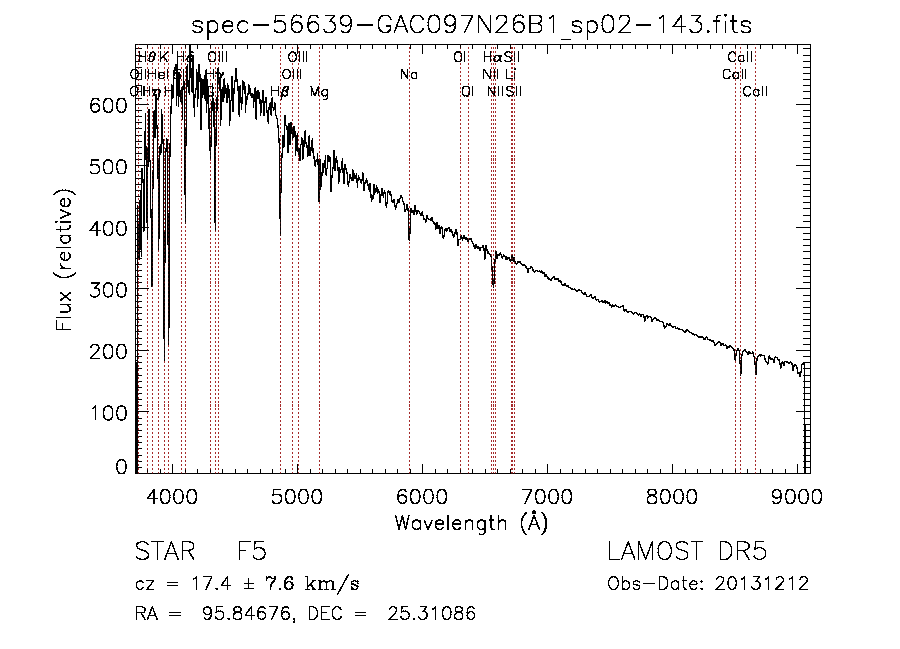 spec-56639-GAC097N26B1_sp02-143.fits
Hθ K Hδ OIII OIII OI Hα SII CaII
OII HeI Hγ OIII Na NII Li CaII
OII Hη H Hβ Mg OI NII SII CaII
600
500
400
300
200
100
0
Flux (relative)
4000 5000 6000 7000 8000 9000
Wavelength (Å)
STAR F5 LAMOST DR5
cz = 17.4 ± 7.6 km/s Obs-Date: 20131212
RA = 95.84676, DEC = 25.31086